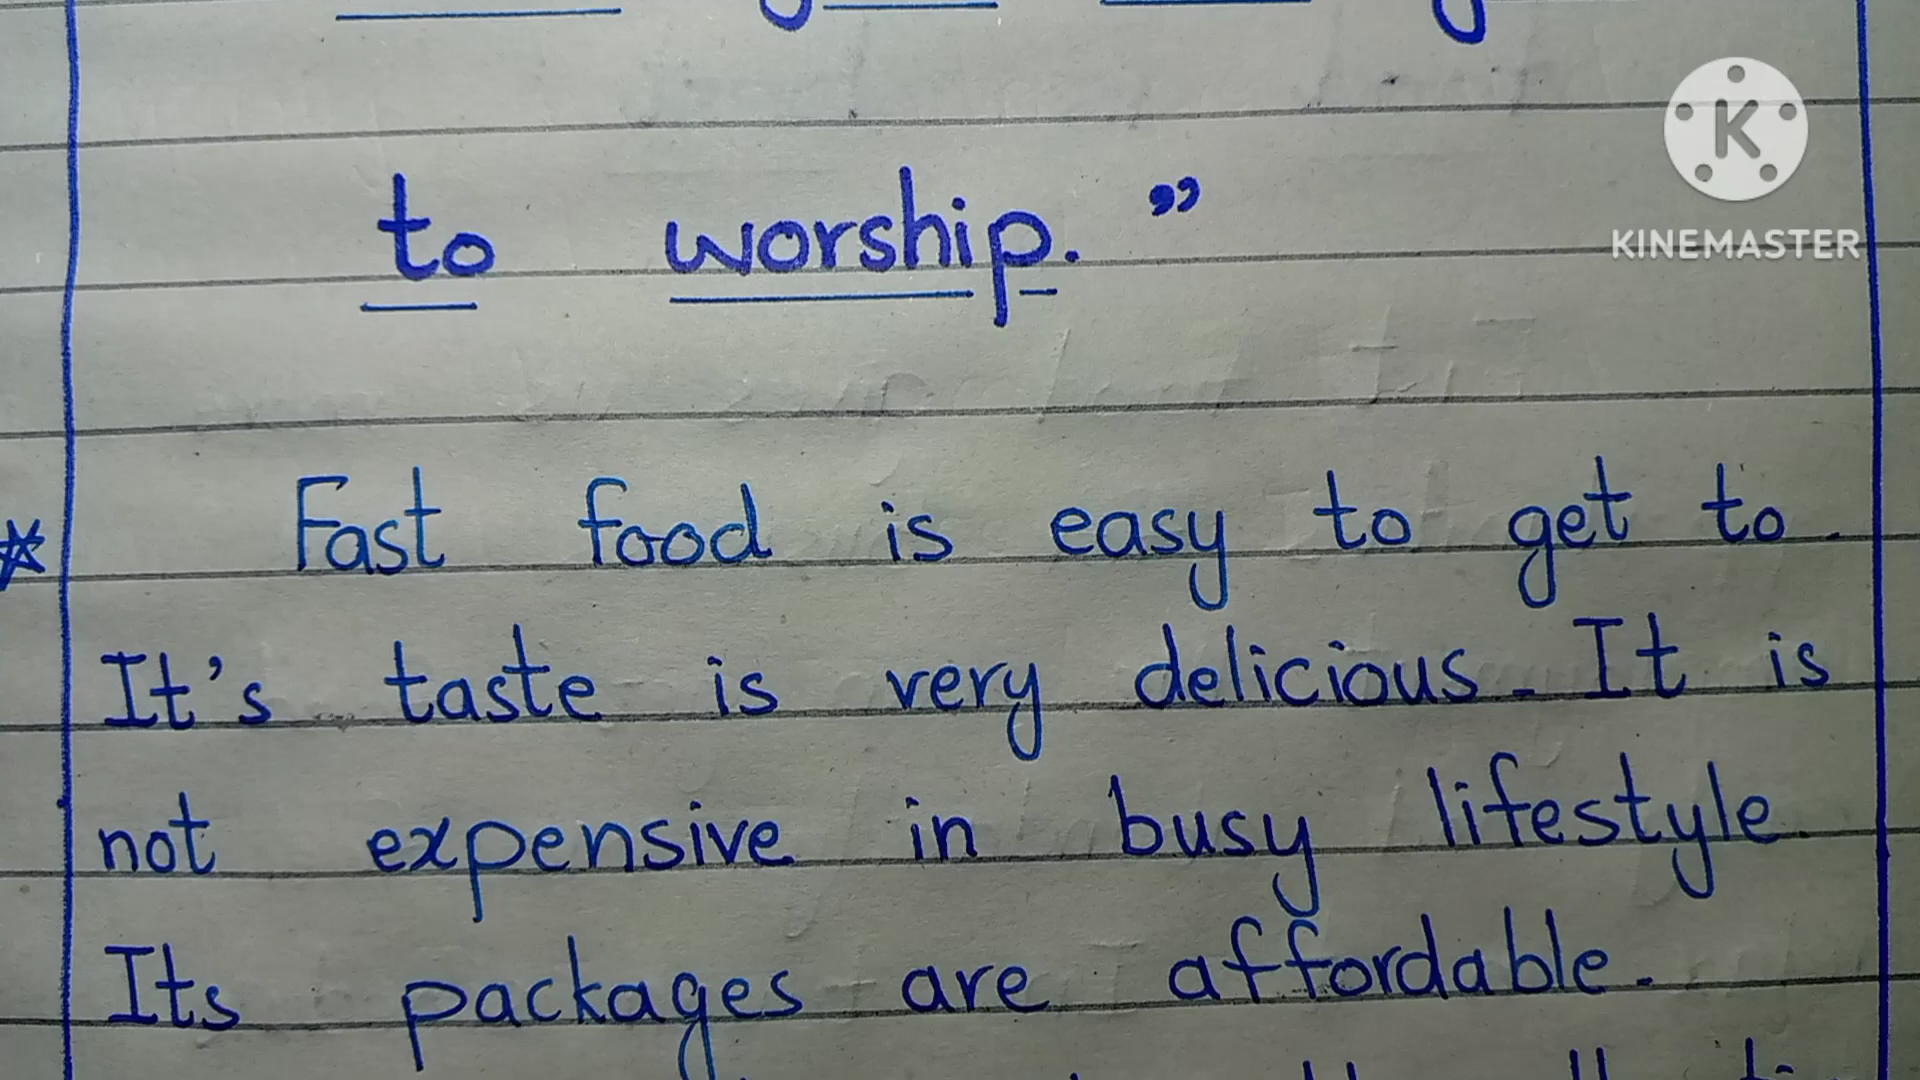 to worship.”
Fast food is easy to get to.
It's taste is very delicious. It is
not expensive in busy lifestyle.
Its packages are affordable.
K
KINEMASTER